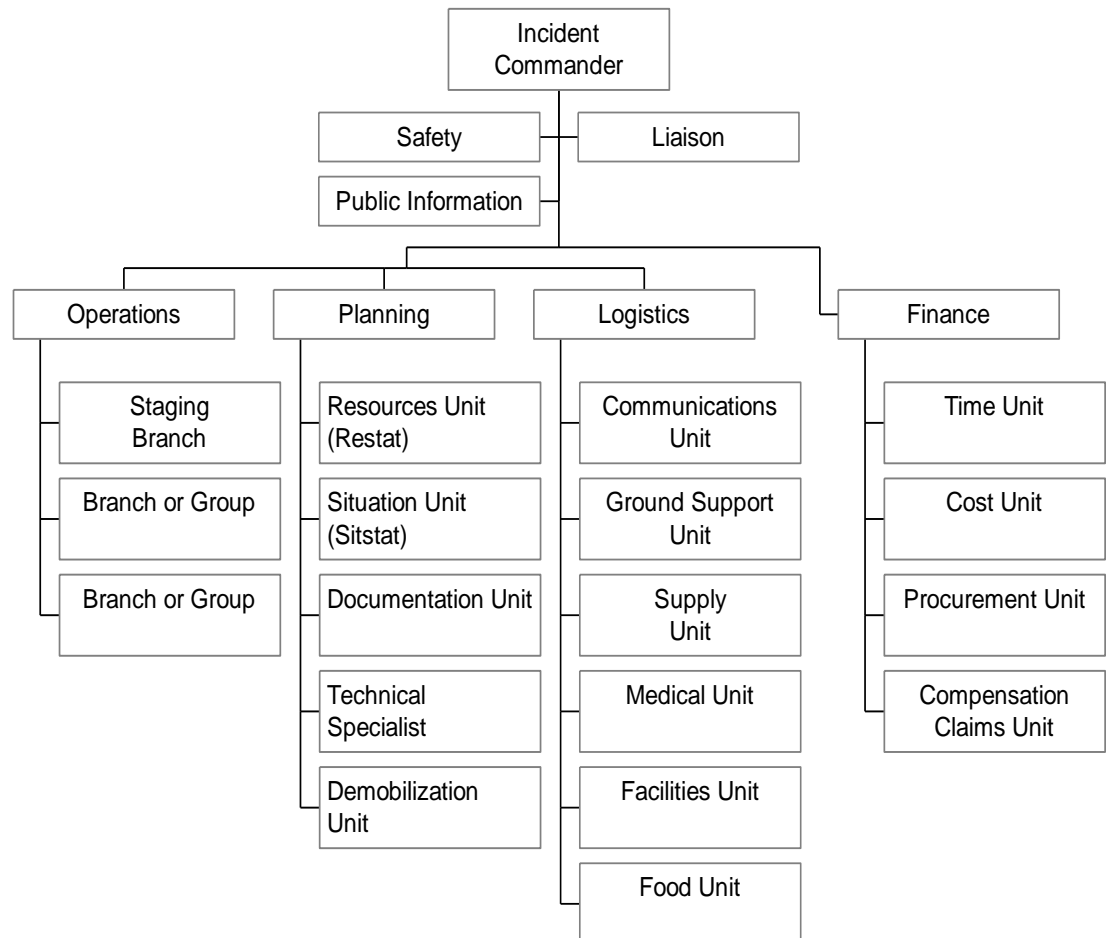 Incident
Commander
Safety
Liaison
Public Information
Operations
Planning
Logistics
Finance
Staging
Branch
Branch or Group
Branch or Group
Resources Unit
(Restat)
Situation Unit
(Sitstat)
Documentation Unit
Technical
Specialist
Demobilization
Unit
Communications
Unit
Ground Support
Unit
Supply
Unit
Medical Unit
Facilities Unit
Food Unit
Time Unit
Cost Unit
Procurement Unit
Compensation
Claims Unit